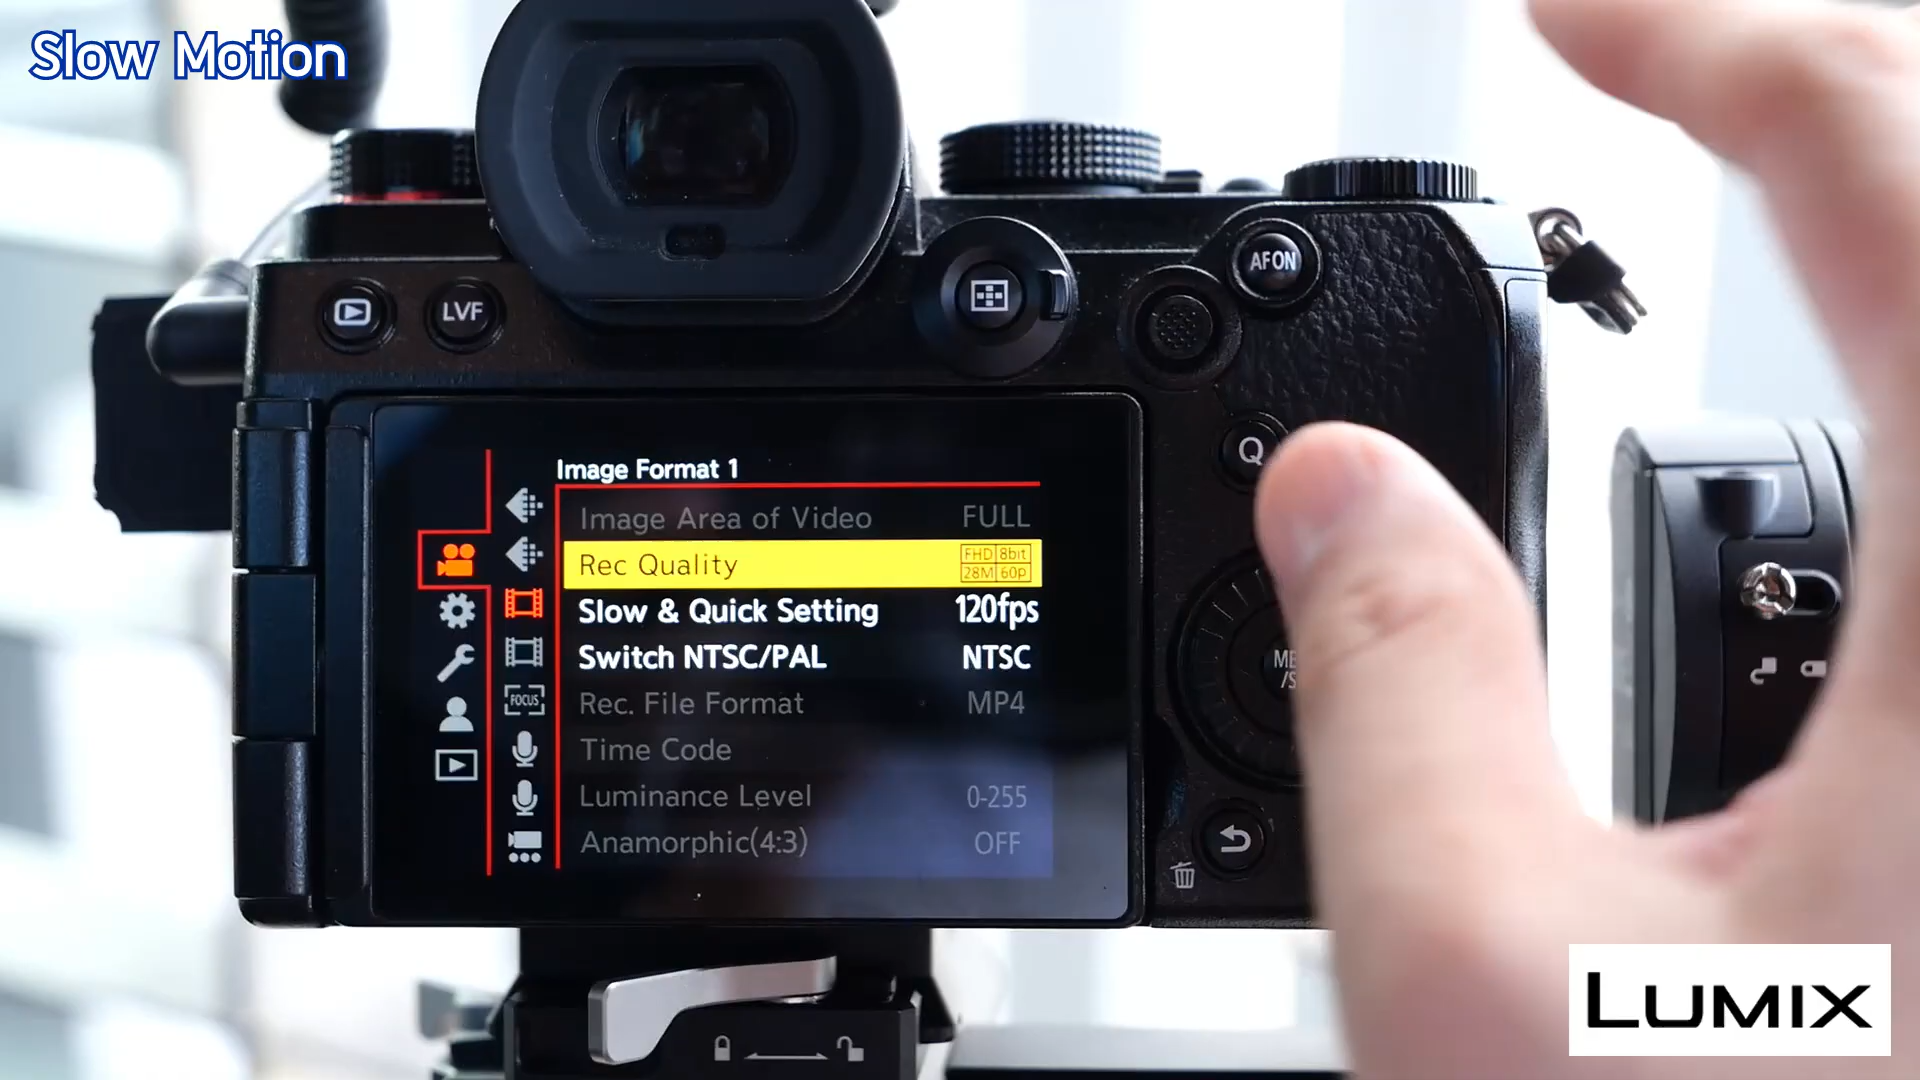 Slow Motion
AF ON
LVF
Q
Image Format 1
Image Area of Video FULL
Rec Quality FHD 8bit 28M 60p
Slow & Quick Setting 120fps
Switch NTSC/PAL NTSC
FOCUS
Rec. File Format MP4
Time Code
Luminance Level 0-255
Anamorphic(4:3) OFF
LUMIX